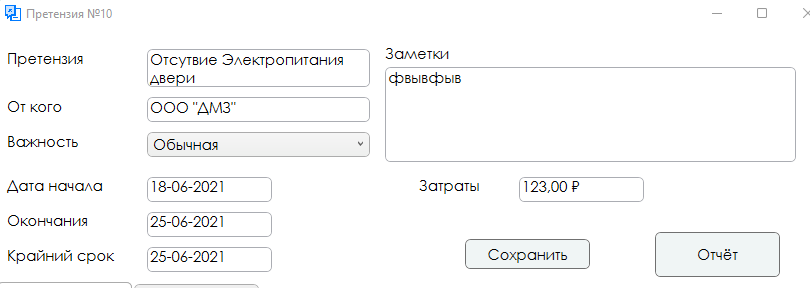 Претензия №10
Претензия
Отсутвие Электропитания
двери
Заметки
фвывфыв
От кого
ООО "ДМЗ"
Важность
Обычная
Дата начала
18-06-2021
Затраты
123,00 ₽
Окончания
25-06-2021
Крайний срок
25-06-2021
Сохранить
Отчёт